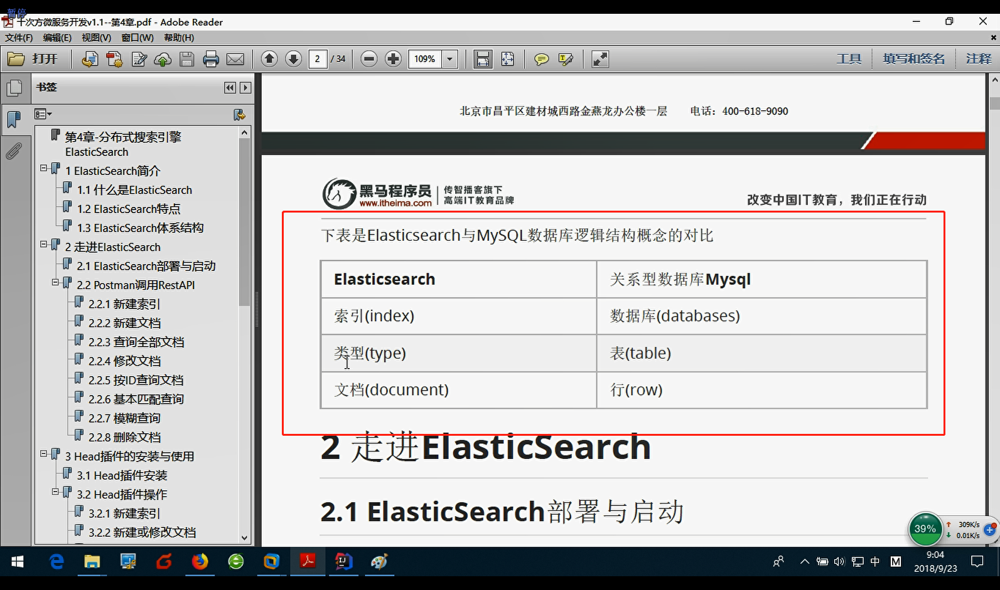 暂停
十次方微服务开发v1.1--第4章.pdf - Adobe Reader
文件(F) 编辑(E) 视图(V) 窗口(W) 帮助(H)
打开 2 / 34 109% 工具 填写和签名 注释
书签
第4章-分布式搜索引擎
ElasticSearch
1 ElasticSearch简介
1.1 什么是ElasticSearch
1.2 ElasticSearch特点
1.3 ElasticSearch体系结构
2 走进ElasticSearch
2.1 ElasticSearch部署与启动
2.2 Postman调用RestAPI
2.2.1 新建索引
2.2.2 新建文档
2.2.3 查询全部文档
2.2.4 修改文档
2.2.5 按ID查询文档
2.2.6 基本匹配查询
2.2.7 模糊查询
2.2.8 删除文档
3 Head插件的安装与使用
3.1 Head插件安装
3.2 Head插件操作
3.2.1 新建索引
3.2.2 新建或修改文档
北京市昌平区建材城西路金燕龙办公楼一层 电话：400-618-9090
黑马程序员
www.itheima.com
传智播客旗下
高端IT教育品牌
改变中国IT教育，我们正在行动
下表是Elasticsearch与MySQL数据库逻辑结构概念的对比
Elasticsearch 关系型数据库Mysql
索引(index) 数据库(databases)
类型(type) 表(table)
文档(document) 行(row)
2 走进ElasticSearch
2.1 ElasticSearch部署与启动
39%
309K/s
0.01K/s
中 M
9:04
2018/9/23